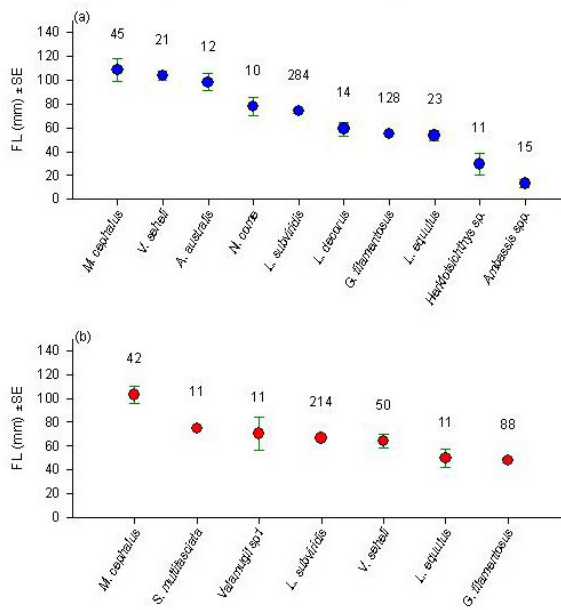 (a)
FL (mm) ±SE
140
120
100
80
60
40
20
0
45
21
12
10
284
14
128
23
11
15
M. cephalus
V. seheli
A. australis
N. come
L. subviridis
L. decorus
G. filamentosus
L. equulus
Herklotsichthys sp.
Ambassis spp.
(b)
FL (mm) ±SE
140
120
100
80
60
40
20
0
42
11
11
214
50
11
88
M. cephalus
S. multifasciata
Valamugil sp1
L. subviridis
V. seheli
L. equulus
G. filamentosus